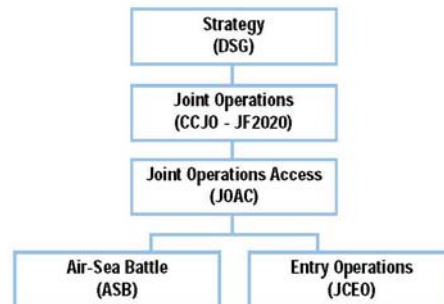 Strategy
(DSG)
Joint Operations
(CCJO - JF2020)
Joint Operations Access
(JOAC)
Air-Sea Battle
(ASB)
Entry Operations
(JCEO)